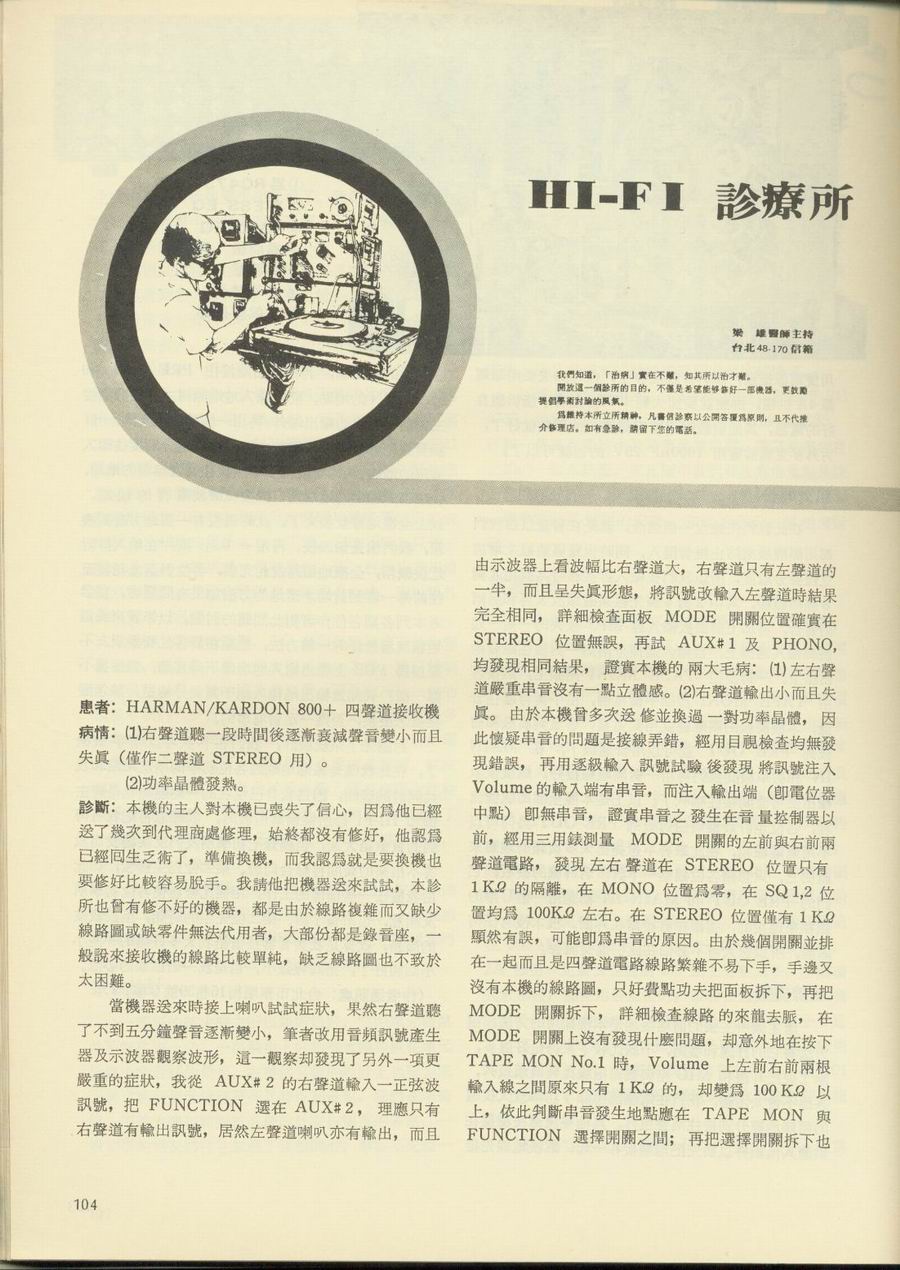 HI-FI 診療所
梁 雄醫師主持
台北 48-170 信箱
我們知道,「治病」實在不難,知其所以治才難。
開放這一個診所的目的,不僅是希望能够修好一部機器,更鼓勵
提倡學術討論的風氣。
爲維持本所立所精神,凡書信診察以公開答覆爲原則,且不代推
介修理店。如有急診,請留下您的電話。
患者:HARMAN/KARDON 800+ 四聲道接收機
病情:(1)右聲道聽一段時間後逐漸衰減聲音變小而且
失眞(僅作二聲道 STEREO 用)。
(2)功率晶體發熱。
診斷:本機的主人對本機已喪失了信心,因爲他已經
送了幾次到代理商處修理,始終都沒有修好,他認爲
已經囘生乏術了,準備換機,而我認爲就是要換機也
要修好比較容易脫手。我請他把機器送來試試,本診
所也曾有修不好的機器,都是由於線路複雜而又缺少
線路圖或缺零件無法代用者,大部份都是錄音座,一
般說來接收機的線路比較單純,缺乏線路圖也不致於
太困難。
當機器送來時接上喇叭試試症狀,果然右聲道聽
了不到五分鐘聲音逐漸變小,筆者改用音頻訊號產生
器及示波器觀察波形,這一觀察却發現了另外一項更
嚴重的症狀,我從 AUX#2 的右聲道輸入一正弦波
訊號,把 FUNCTION 選在 AUX#2, 理應只有
右聲道有輸出訊號,居然左聲道喇叭亦有輸出,而且
由示波器上看波幅比右聲道大,右聲道只有左聲道的
一半,而且呈失眞形態,將訊號改輸入左聲道時結果
完全相同, 詳細檢查面板 MODE 開關位置確實在
STEREO 位置無誤,再試 AUX#1 及 PHONO,
均發現相同結果, 證實本機的兩大毛病:(1)左右聲
道嚴重串音沒有一點立體感。(2)右聲道輸出小而且失
眞。 由於本機曾多次送修並換過一對功率晶體, 因
此懷疑串音的問題是接線弄錯,經用目視檢查均無發
現錯誤, 再用逐級輸入訊號試驗後發現將訊號注入
Volume 的輸入端有串音,而注入輸出端(卽電位器
中點) 卽無串音, 證實串音之發生在音量控制器以
前,經用三用錶測量 MODE 開關的左前與右前兩
聲道電路, 發現左右聲道在 STEREO 位置只有
1KΩ 的隔離,在 MONO 位置爲零,在 SQ 1,2 位
置均爲 100KΩ 左右。在 STEREO 位置僅有 1KΩ
顯然有誤,可能卽爲串音的原因。由於幾個開關並排
在一起而且是四聲道電路線路繁雜不易下手,手邊又
沒有本機的線路圖,只好費點功夫把面板拆下,再把
MODE 開關拆下, 詳細檢查線路的來龍去脈, 在
MODE 開關上沒有發現什麽問題,却意外地在按下
TAPE MON No.1 時, Volume 上左前右前兩根
輸入線之間原來只有 1KΩ 的, 却變爲 100KΩ 以
上,依此判斷串音發生地點應在 TAPE MON 與
FUNCTION 選擇開關之間; 再把選擇開關拆下也
104